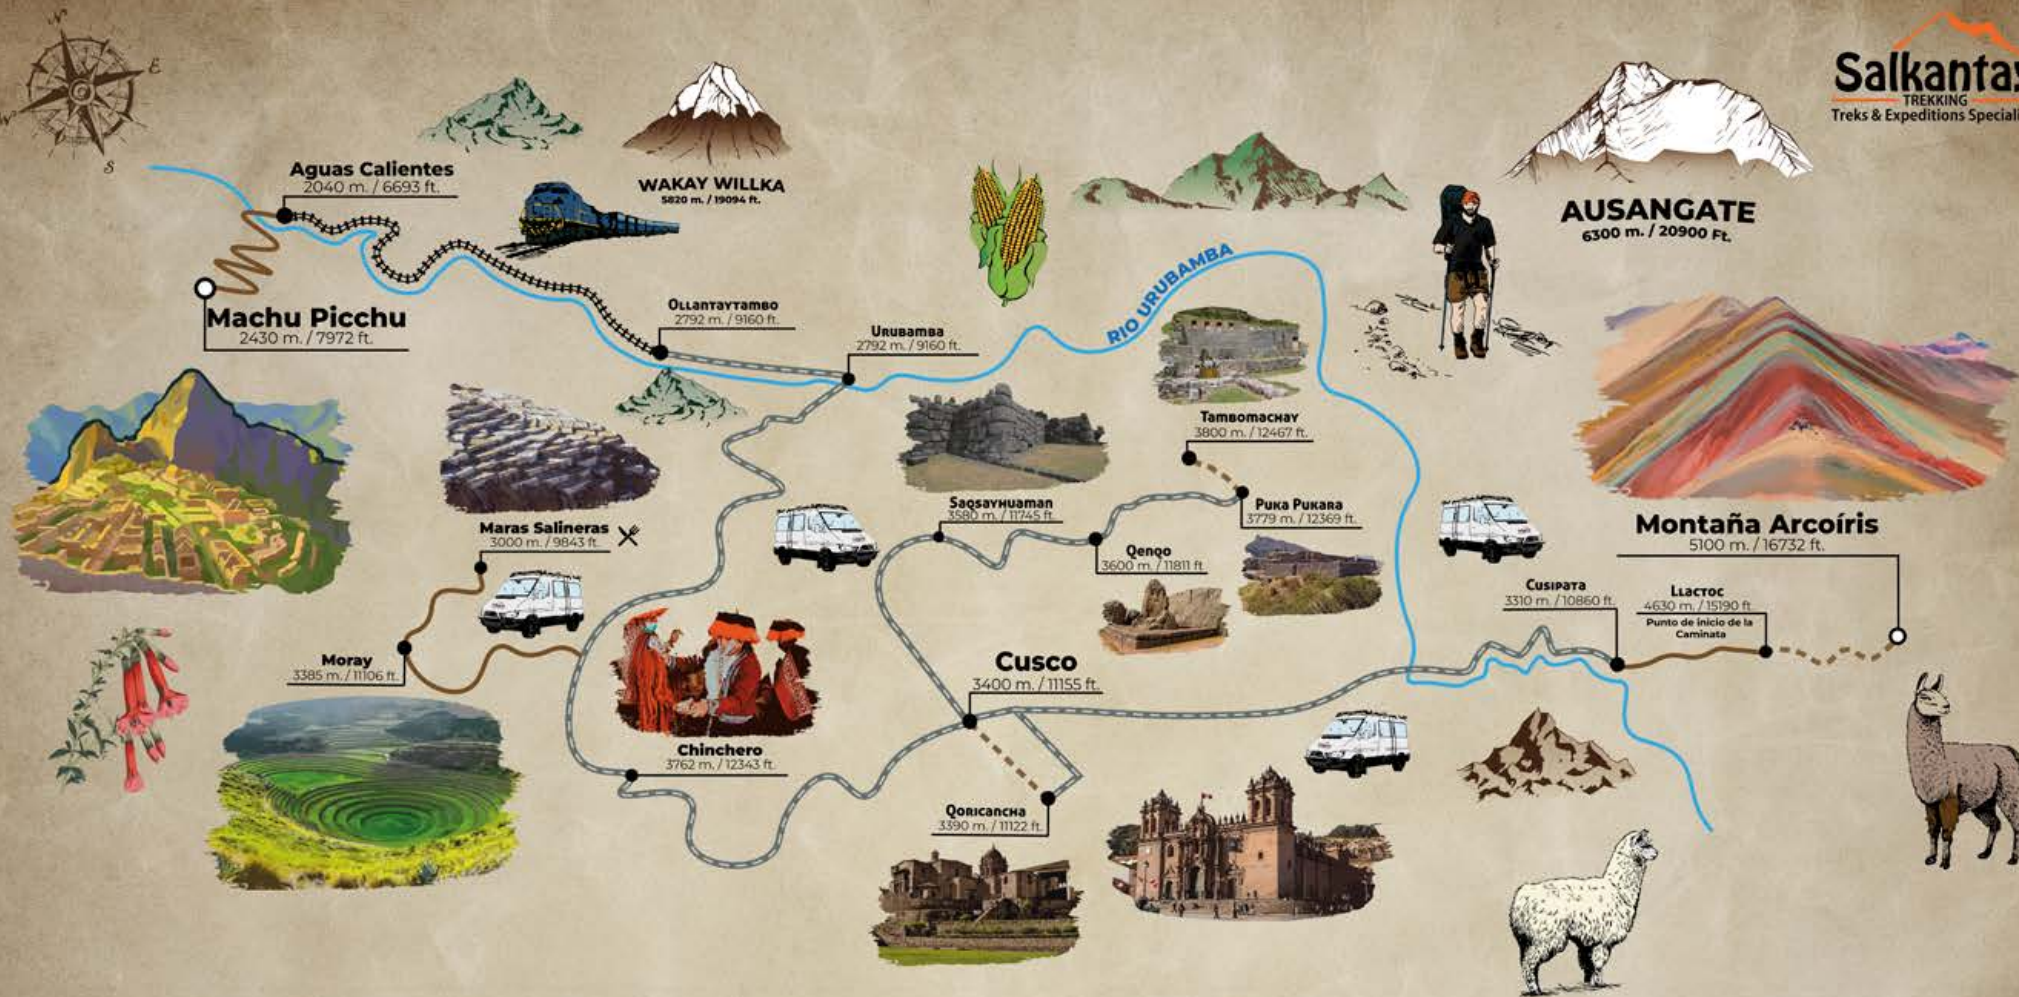 N
E
S
Salkantay
TREKKING
Treks & Expeditions
Aguas Calientes
2040 m. / 6693 ft.
WAKAY WILLKA
5820 m. / 19094 ft.
AUSANGATE
6300 m. / 20900 Ft.
Machu Picchu
2430 m. / 7972 ft.
Ollantaytambo
2792 m. / 9160 ft.
Urubamba
2792 m. / 9160 ft.
RIO URUBAMBA
Tambomachay
3800 m. / 12467 ft.
Maras Salineras
3000 m. / 9843 ft.
Saqsayhuaman
3580 m. / 11745 ft.
Puka Pukara
3779 m. / 12369 ft.
Qenqo
3600 m. / 11811 ft
Montaña Arcoíris
5100 m. / 16732 ft.
Cusipata
3310 m. / 10860 ft.
Llactoc
4630 m. / 15190 ft
Punto de inicio de la
Caminata
Moray
3385 m. / 11106 ft.
Cusco
3400 m. / 11155 ft.
Chinchero
3762 m. / 12343 ft.
Qoricancha
3390 m. / 11122 ft.